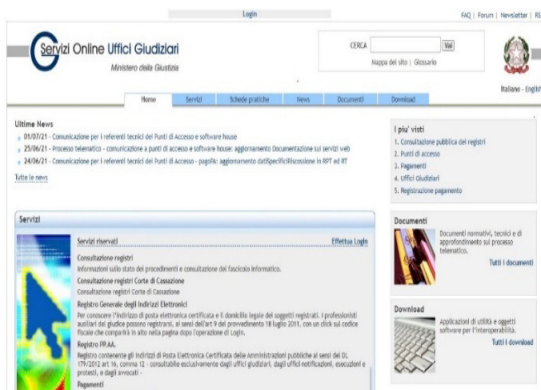 Login
FAQ | Forum | Newsletter | RS
Servizi Online Uffici Giudiziari
Ministero della Giustizia
CERCA
Vai
Mappa del sito | Glossario
Italiano - English
Home Servizi Schede pratiche News Documenti Download
Ultime News
01/07/21 - Comunicazione per i referenti tecnici dei Punti di Accesso e software house
25/06/21 - Processo telematico - comunicazione a punti di accesso e software house: aggiornamento Documentazione sui servizi web
24/06/21 - Comunicazione per i referenti tecnici dei Punti di Accesso - pagoPA: aggiornamento datiSpecificiRiscossione in RPT ed RT
Tutte le news
I piu' visti
1. Consultazione pubblica dei registri
2. Punti di accesso
3. Pagamenti
4. Uffici Giudiziari
5. Registrazione pagamento
Servizi
Servizi riservati
Effettua Login
Consultazione registri
Informazioni sullo stato dei procedimenti e consultazione del fascicolo informatico.
Consultazione registri Corte di Cassazione
Consultazione registri Corte di Cassazione
Registro Generale degli Indirizzi Elettronici
Per conoscere l'indirizzo di posta elettronica certificata e il domicilio legale dei soggetti registrati. I professionisti
ausiliari del giudice possono registrarsi, ai sensi dell'art 9 del provvedimento 18 luglio 2011, con un click sul codice
fiscale che comparirà in alto nella pagina dopo l'operazione di Login.
Registro PP.AA.
Registro contenente gli indirizzi di Posta Elettronica Certificata delle Amministrazioni pubbliche ai sensi del DL
179/2012 art 16, comma 12 - consultabile esclusivamente dagli uffici giudiziari, dagli uffici notificazioni, esecuzioni e
protesti, e dagli avvocati -
Pagamenti
Documenti
Documenti normativi, tecnici e di
approfondimento sul processo
telematico.
Tutti i documenti
Download
Applicazioni di utilità e oggetti
software per l'interoperabilità.
Tutti i download